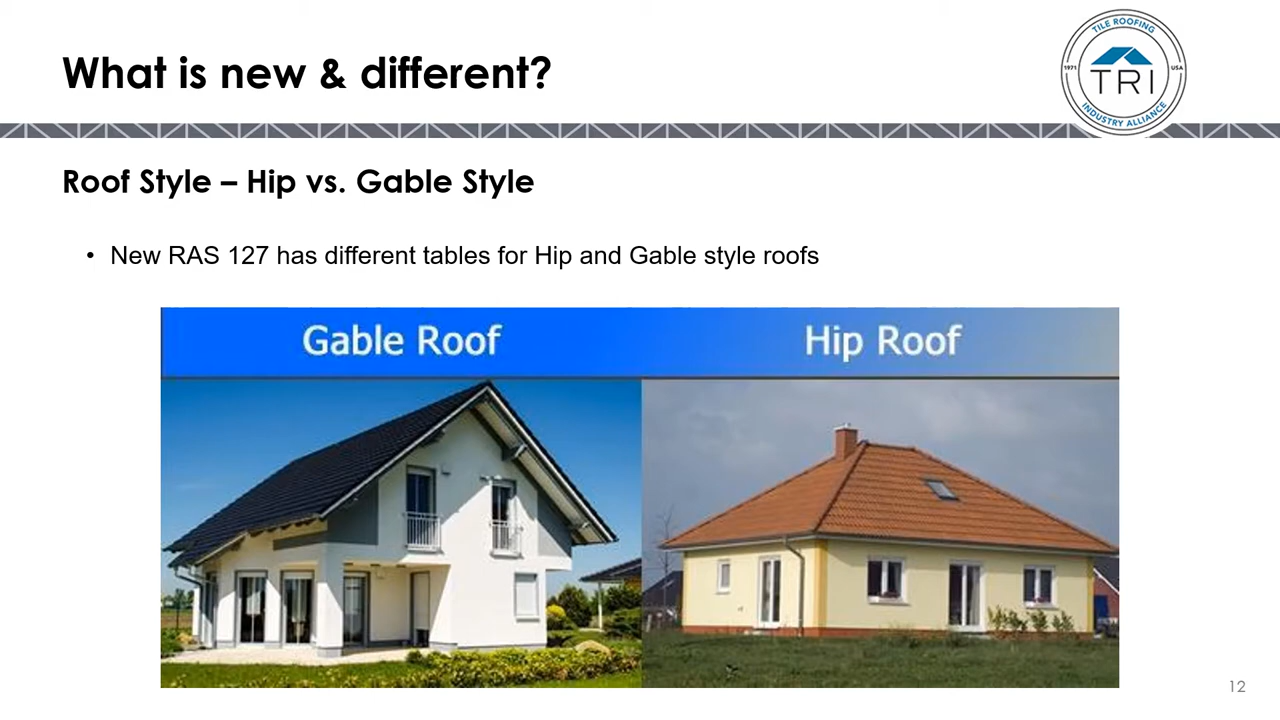 What is new & different?
TILE ROOFING
1971
TRI
USA
INDUSTRY ALLIANCE
Roof Style – Hip vs. Gable Style
• New RAS 127 has different tables for Hip and Gable style roofs
Gable Roof
Hip Roof
12